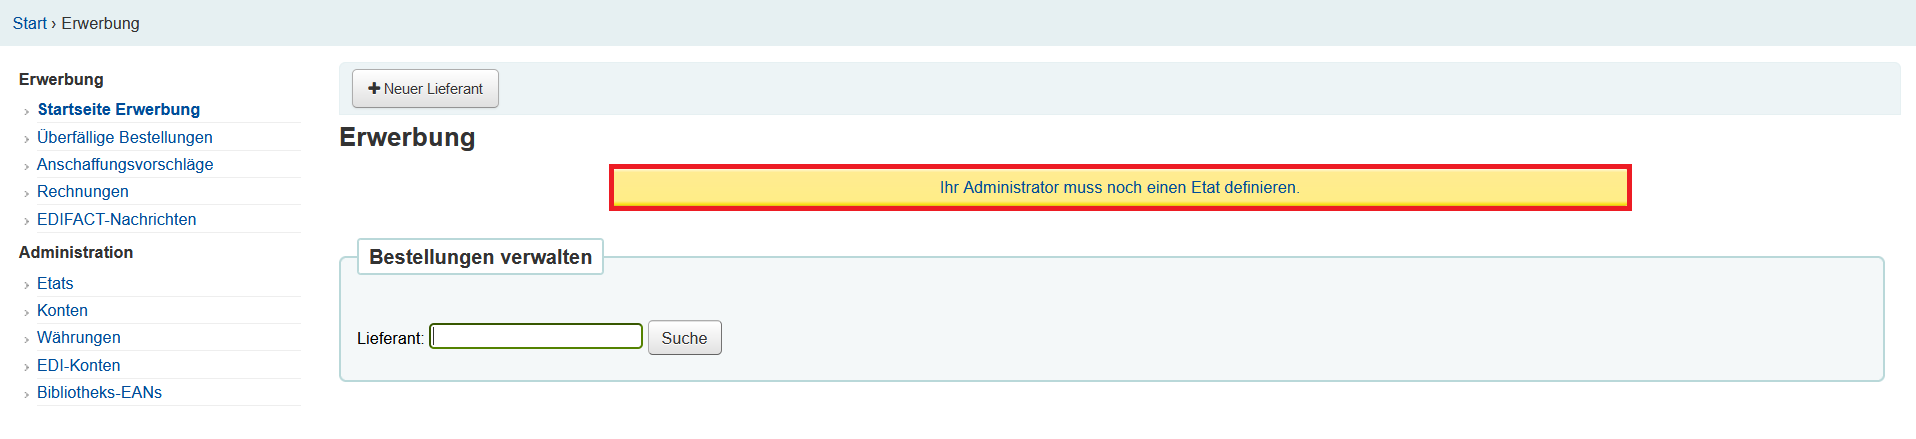 Start › Erwerbung
Erwerbung
Startseite Erwerbung
Überfällige Bestellungen
Anschaffungsvorschläge
Rechnungen
EDIFACT-Nachrichten
Administration
Etats
Konten
Währungen
EDI-Konten
Bibliotheks-EANs
Neuer Lieferant
Erwerbung
Ihr Administrator muss noch einen Etat definieren.
Bestellungen verwalten
Lieferant: Suche